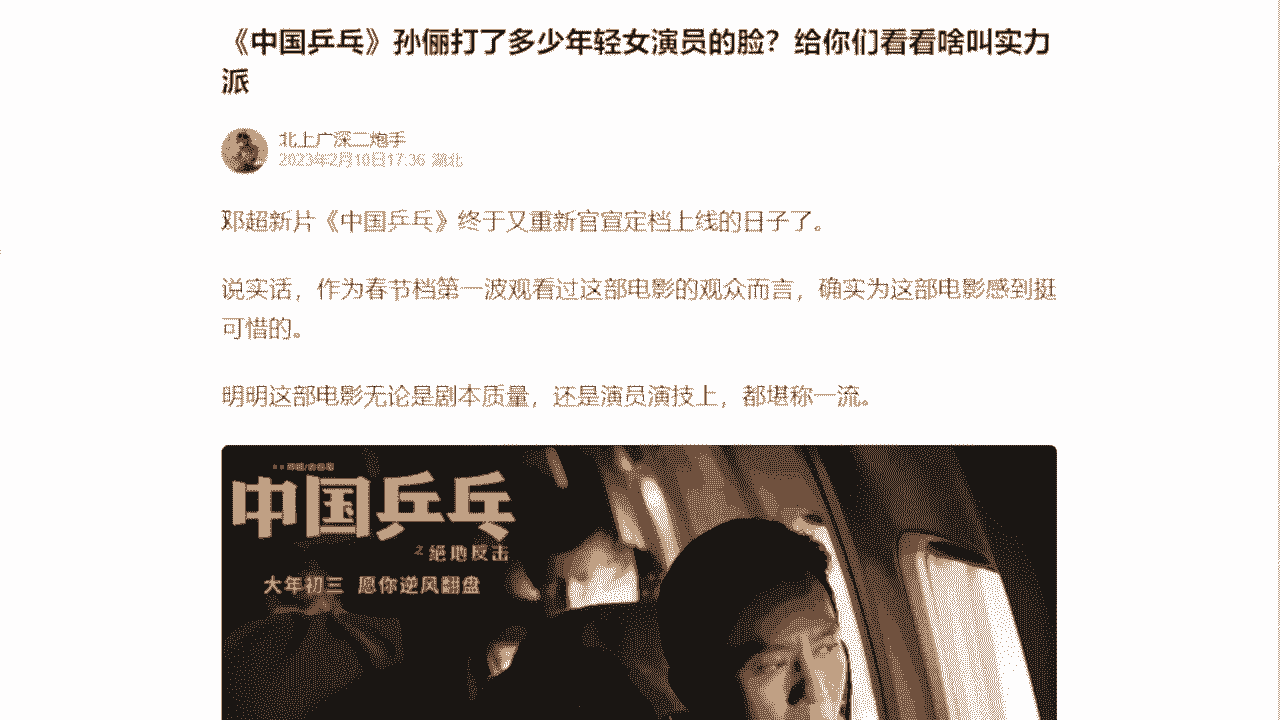 《中国乒乓》孙俪打了多少年轻女演员的脸？给你们看看啥叫实力
派
北上广深二炮手
2023年2月10日17:36 湖北
邓超新片《中国乒乓》终于又重新官宣定档上线的日子了。
说实话，作为春节档第一波观看过这部电影的观众而言，确实为这部电影感到挺
可惜的。
明明这部电影无论是剧本质量，还是演员演技上，都堪称一流。
中国乒乓
之绝地反击
大年初三 愿你逆风翻盘